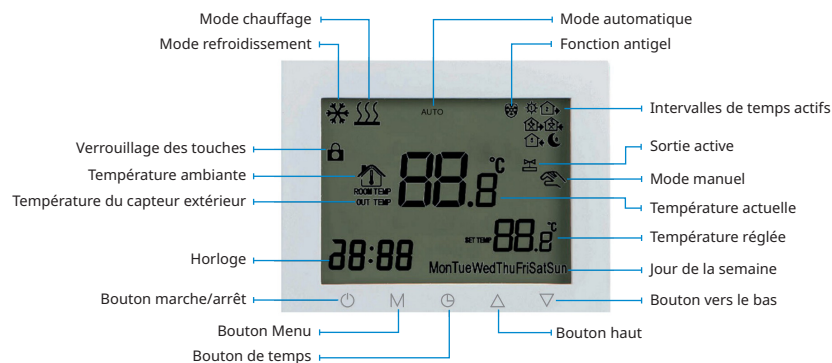 Mode chauffage
Mode automatique
Mode refroidissement
Fonction antigel
AUTO
Intervalles de temps actifs
Verrouillage des touches
Sortie active
Température ambiante
Mode manuel
ROOM TEMP
88.8°C
Température du capteur extérieur
OUT TEMP
Température actuelle
SET TEMP 88.8°C
Température réglée
Horloge
28:88
MonTueWedThuFriSatSun
Jour de la semaine
Bouton marche/arrêt
M
Bouton vers le bas
Bouton Menu
Bouton haut
Bouton de temps